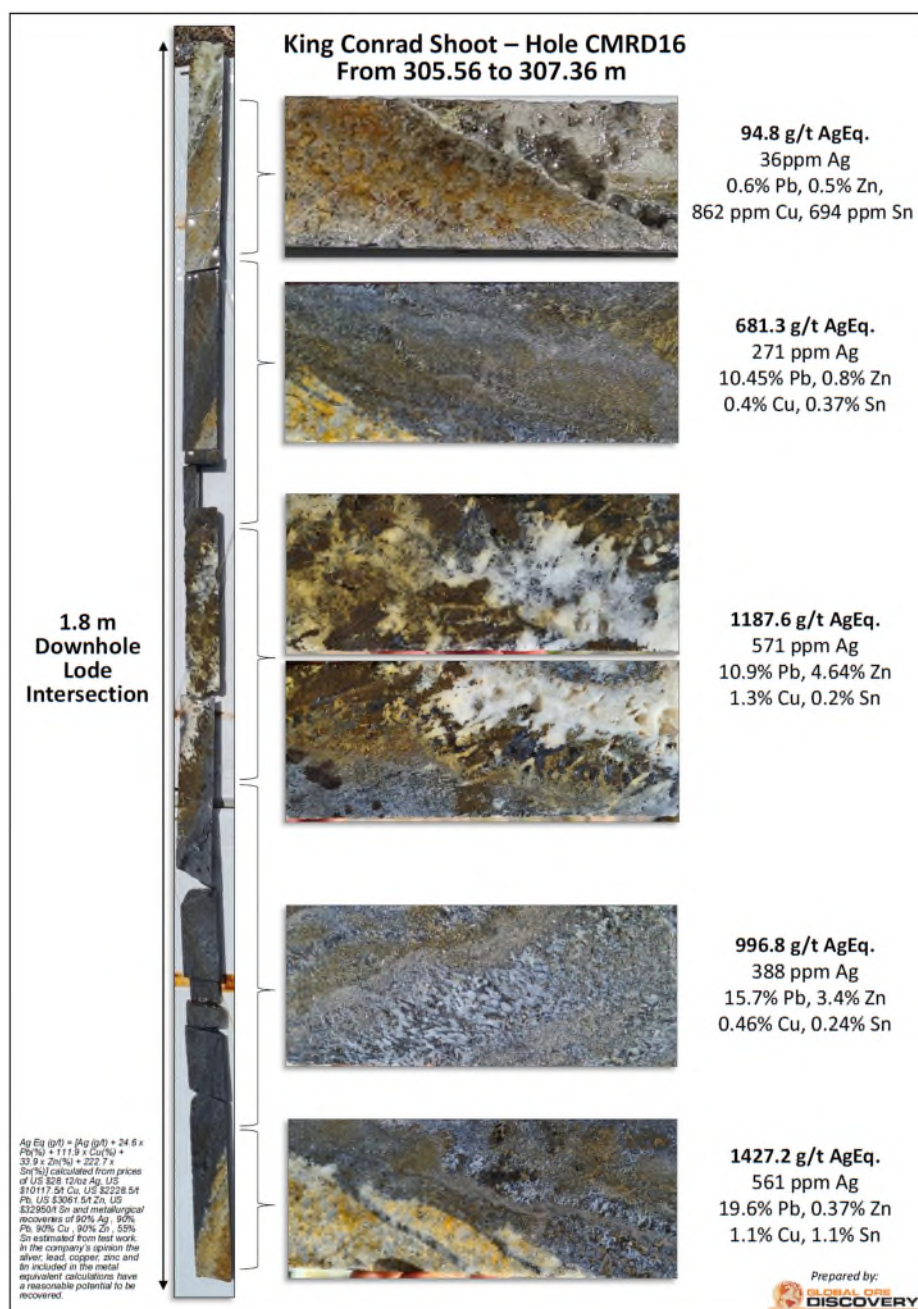 King Conrad Shoot – Hole CMRD16
From 305.56 to 307.36 m
94.8 g/t AgEq.
36ppm Ag
0.6% Pb, 0.5% Zn,
862 ppm Cu, 694 ppm Sn
681.3 g/t AgEq.
271 ppm Ag
10.45% Pb, 0.8% Zn
0.4% Cu, 0.37% Sn
1.8 m
Downhole
Lode
Intersection
1187.6 g/t AgEq.
571 ppm Ag
10.9% Pb, 4.64% Zn
1.3% Cu, 0.2% Sn
996.8 g/t AgEq.
388 ppm Ag
15.7% Pb, 3.4% Zn
0.46% Cu, 0.24% Sn
1427.2 g/t AgEq.
561 ppm Ag
19.6% Pb, 0.37% Zn
1.1% Cu, 1.1% Sn
Ag Eq (g/t) = [Ag (g/t) + 24.6 x
Pb(%) + 111.9 x Cu(%) +
33.9 x Zn(%) + 222.7 x
Sn(%)] calculated from prices
of US $28.12/oz Ag, US
$10117.5/t Cu, US $2228.5/t
Pb, US $3061.5/t Zn, US
$32950/t Sn and metallurgical
recoveries of 90% Ag , 90%
Pb, 90% Cu , 90% Zn , 55%
Sn estimated from test work.
In the company's opinion the
silver, lead, copper, zinc and
tin included in the metal
equivalent calculations have
a reasonable potential to be
recovered.
Prepared by:
GLOBAL ORE
DISCOVERY